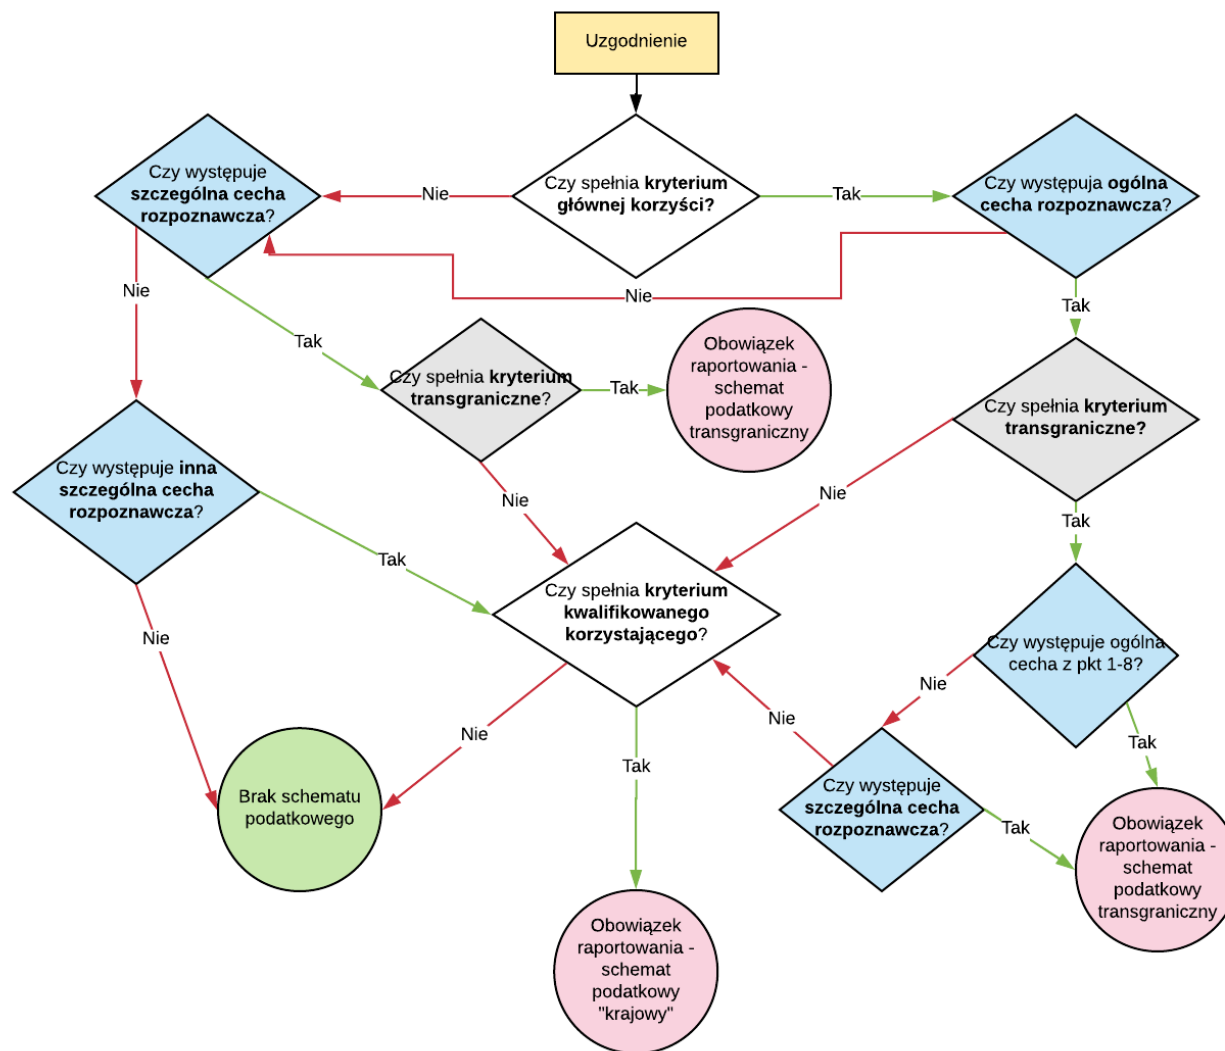 Uzgodnienie
Czy występuje
szczególna cecha
rozpoznawcza?
Nie
Czy spełnia kryterium
głównej korzyści?
Tak
Czy występuja ogólna
cecha rozpoznawcza?
Nie
Nie
Tak
Tak
Czy spełnia kryterium
transgraniczne?
Tak
Obowiązek
raportowania -
schemat
podatkowy
transgraniczny
Czy spełnia kryterium
transgraniczne?
Czy występuje inna
szczególna cecha
rozpoznawcza?
Nie
Nie
Tak
Tak
Czy spełnia kryterium
kwalifikowanego
korzystającego?
Czy występuje ogólna
cecha z pkt 1-8?
Nie
Nie
Nie
Nie
Tak
Tak
Brak schematu
podatkowego
Czy występuje
szczególna cecha
rozpoznawcza?
Tak
Obowiązek
raportowania -
schemat
podatkowy
transgraniczny
Obowiązek
raportowania -
schemat
podatkowy
"krajowy"